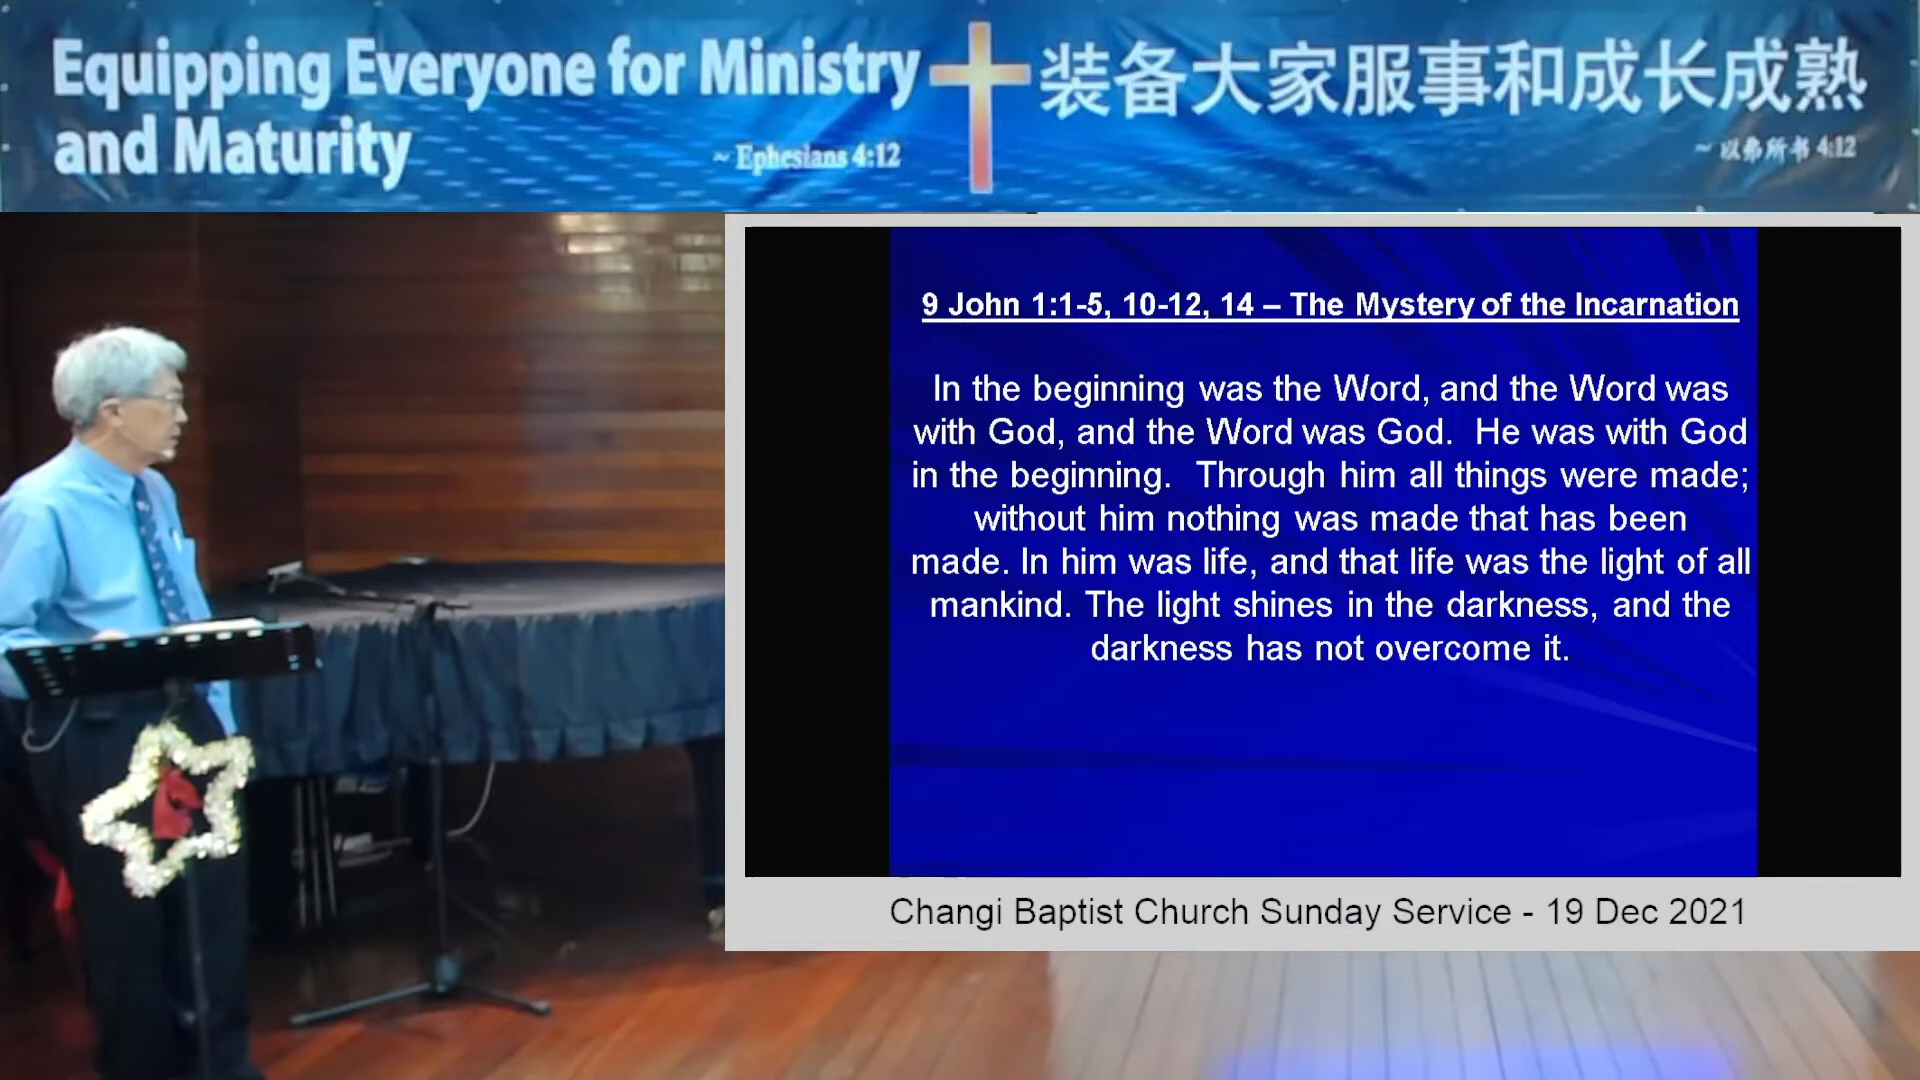 Equipping Everyone for Ministry
and Maturity
~ Ephesians 4:12
装备大家服事和成长成熟
~ 以弗所书 4:12
9 John 1:1-5, 10-12, 14 – The Mystery of the Incarnation
In the beginning was the Word, and the Word was
with God, and the Word was God.  He was with God
in the beginning.  Through him all things were made;
without him nothing was made that has been
made. In him was life, and that life was the light of all
mankind. The light shines in the darkness, and the
darkness has not overcome it.
Changi Baptist Church Sunday Service - 19 Dec 2021